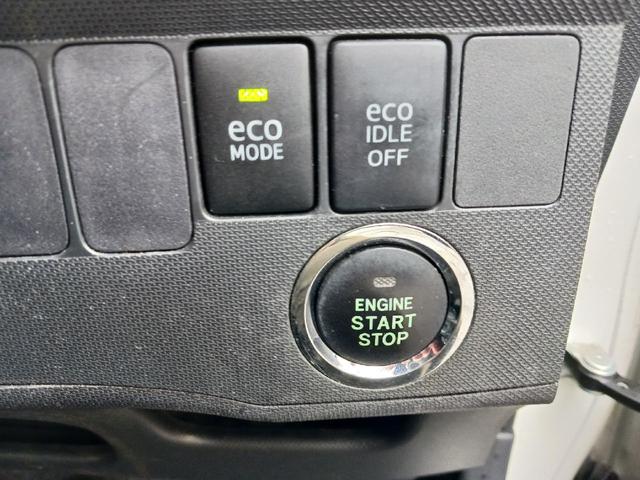 eco
MODE
eco
IDLE
OFF
ENGINE
START
STOP